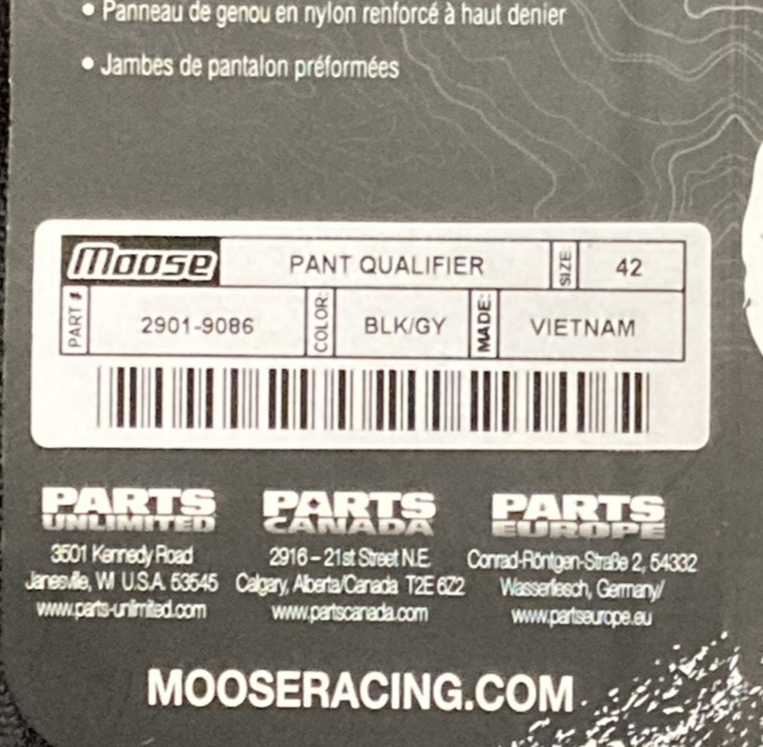 • Panneau de genou en nylon renforcé à haut denier
• Jambes de pantalon préformées
Moose PANT QUALIFIER SIZE: 42
PART # 2901-9086 COLOR: BLK/GY MADE: VIETNAM
PARTS UNLIMITED
3501 Kennedy Road
Janesville, WI U.S.A. 53545
www.parts-unlimited.com
PARTS CANADA
2916 – 21st Street N.E.
Calgary, Alberta/Canada T2E 6Z2
www.partscanada.com
PARTS EUROPE
Conrad-Röntgen-Straße 2, 54332
Wasserliesch, Germany/
www.partseurope.eu
MOOSERACING.COM